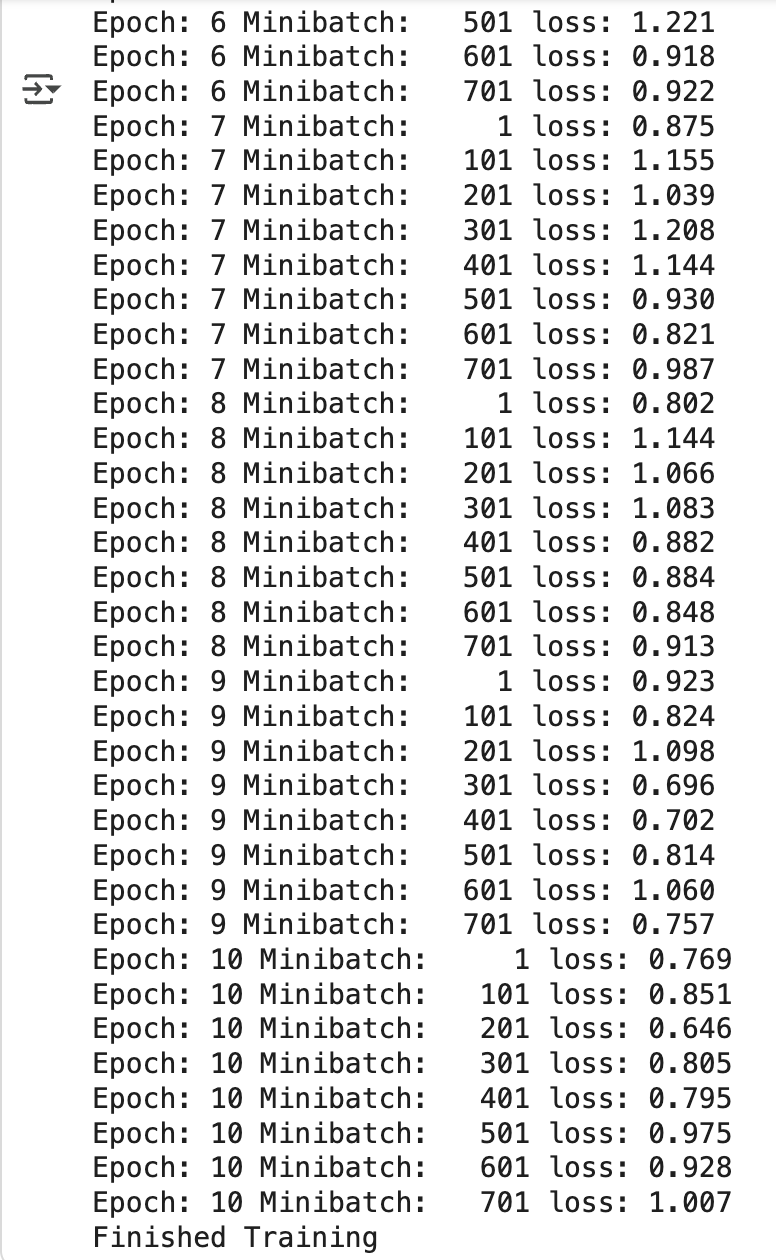 Epoch: 6 Minibatch:   501 loss: 1.221
Epoch: 6 Minibatch:   601 loss: 0.918
Epoch: 6 Minibatch:   701 loss: 0.922
Epoch: 7 Minibatch:     1 loss: 0.875
Epoch: 7 Minibatch:   101 loss: 1.155
Epoch: 7 Minibatch:   201 loss: 1.039
Epoch: 7 Minibatch:   301 loss: 1.208
Epoch: 7 Minibatch:   401 loss: 1.144
Epoch: 7 Minibatch:   501 loss: 0.930
Epoch: 7 Minibatch:   601 loss: 0.821
Epoch: 7 Minibatch:   701 loss: 0.987
Epoch: 8 Minibatch:     1 loss: 0.802
Epoch: 8 Minibatch:   101 loss: 1.144
Epoch: 8 Minibatch:   201 loss: 1.066
Epoch: 8 Minibatch:   301 loss: 1.083
Epoch: 8 Minibatch:   401 loss: 0.882
Epoch: 8 Minibatch:   501 loss: 0.884
Epoch: 8 Minibatch:   601 loss: 0.848
Epoch: 8 Minibatch:   701 loss: 0.913
Epoch: 9 Minibatch:     1 loss: 0.923
Epoch: 9 Minibatch:   101 loss: 0.824
Epoch: 9 Minibatch:   201 loss: 1.098
Epoch: 9 Minibatch:   301 loss: 0.696
Epoch: 9 Minibatch:   401 loss: 0.702
Epoch: 9 Minibatch:   501 loss: 0.814
Epoch: 9 Minibatch:   601 loss: 1.060
Epoch: 9 Minibatch:   701 loss: 0.757
Epoch: 10 Minibatch:     1 loss: 0.769
Epoch: 10 Minibatch:   101 loss: 0.851
Epoch: 10 Minibatch:   201 loss: 0.646
Epoch: 10 Minibatch:   301 loss: 0.805
Epoch: 10 Minibatch:   401 loss: 0.795
Epoch: 10 Minibatch:   501 loss: 0.975
Epoch: 10 Minibatch:   601 loss: 0.928
Epoch: 10 Minibatch:   701 loss: 1.007
Finished Training